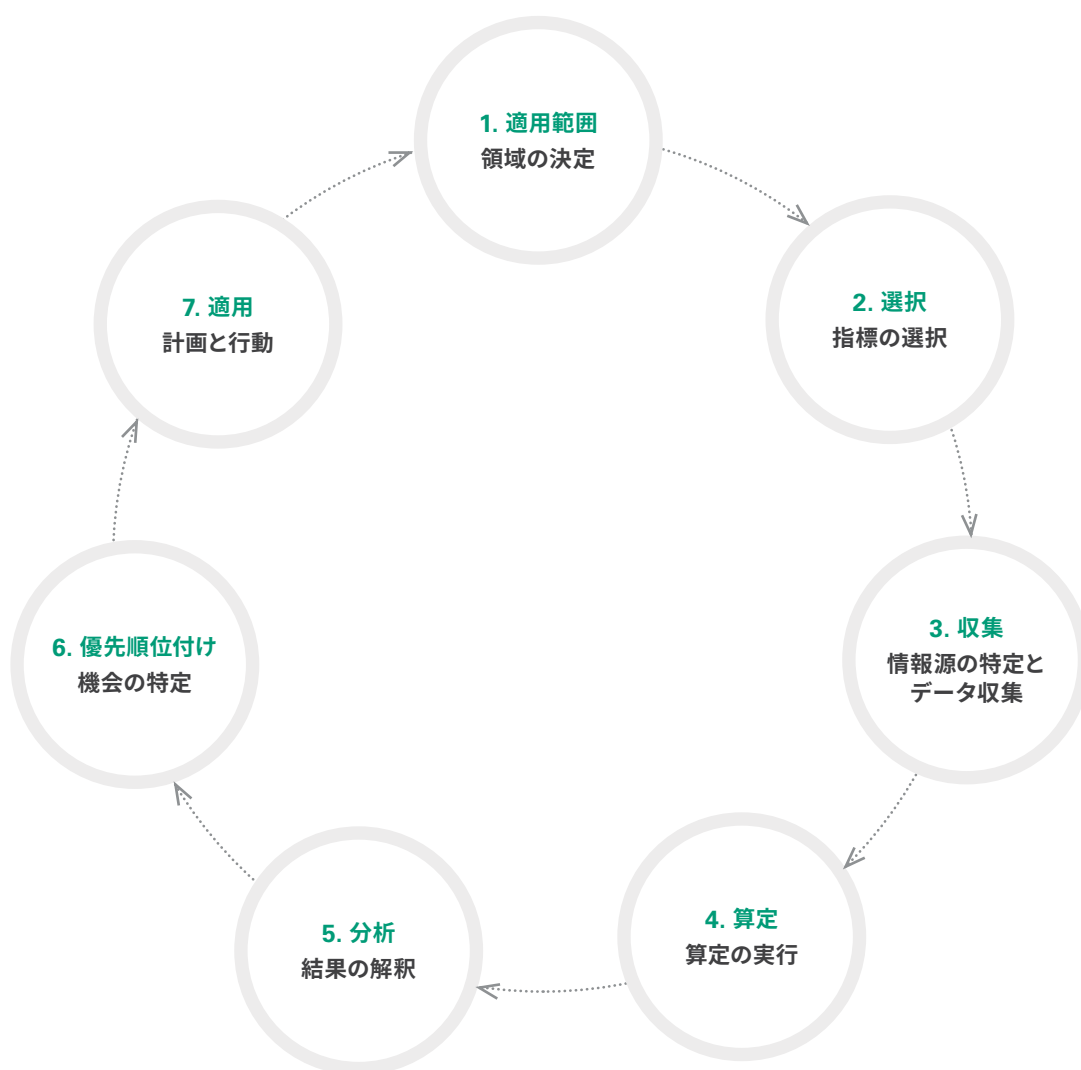 1. 適用範囲
領域の決定
2. 選択
指標の選択
3. 収集
情報源の特定と
データ収集
4. 算定
算定の実行
5. 分析
結果の解釈
6. 優先順位付け
機会の特定
7. 適用
計画と行動